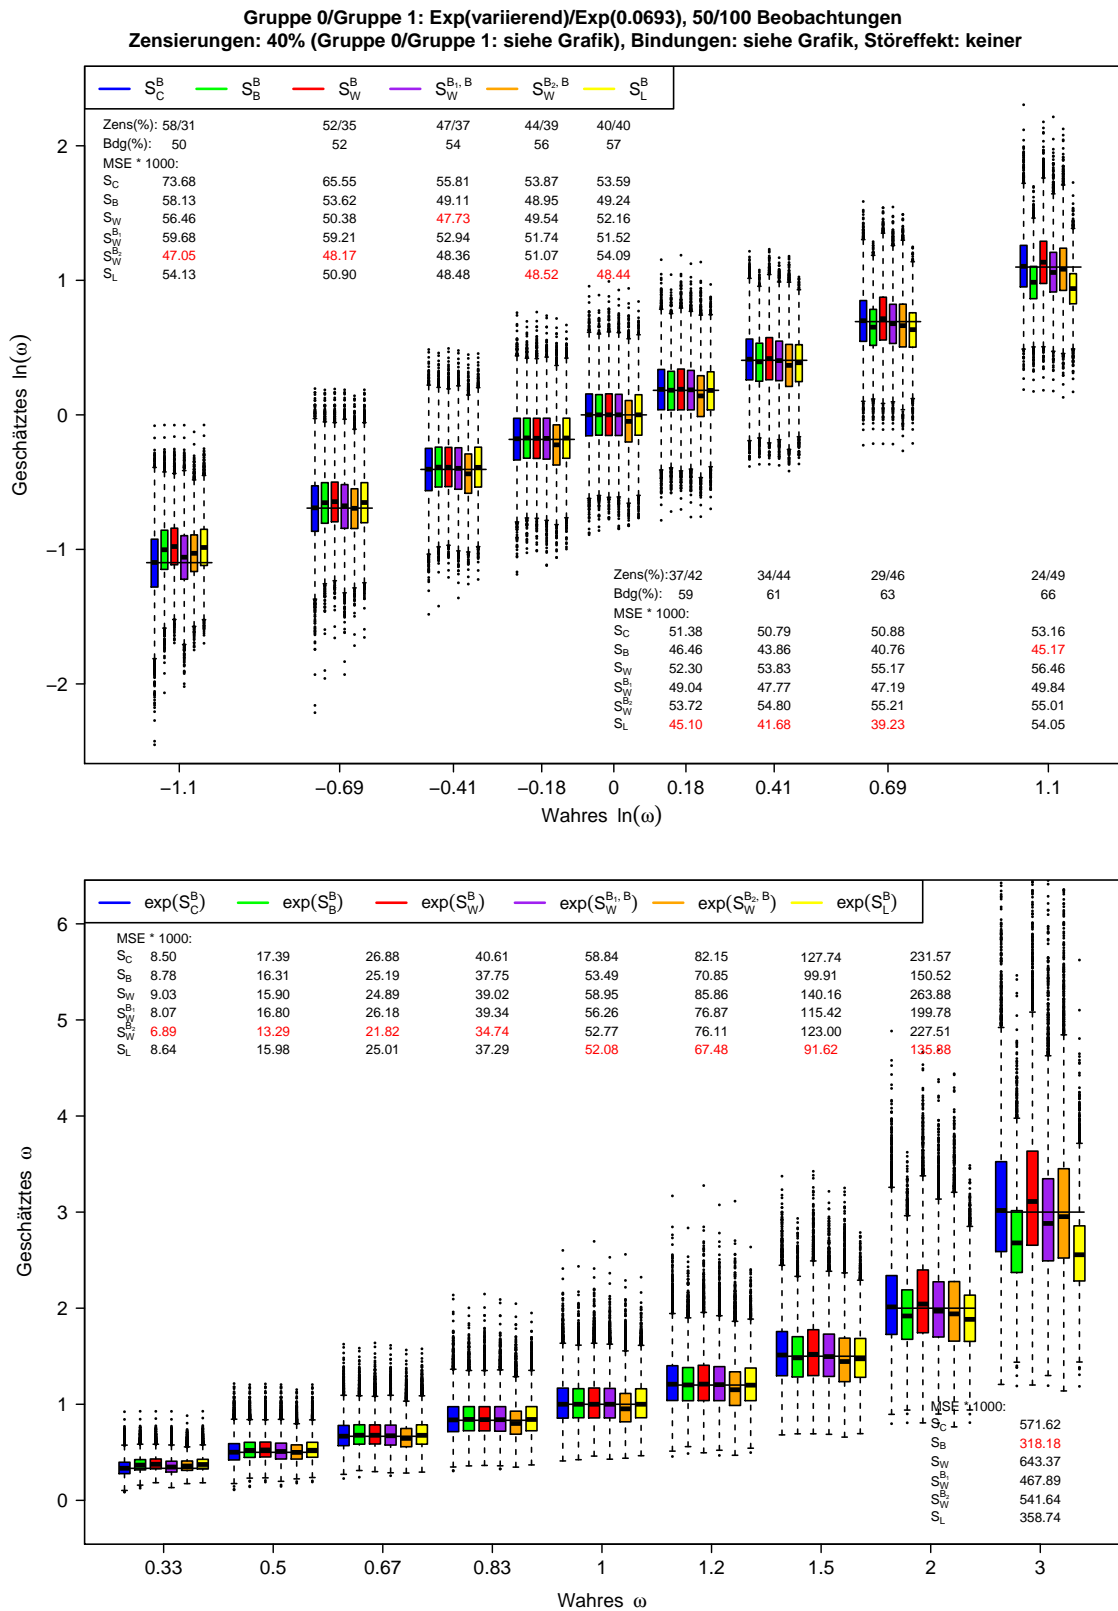 Gruppe 0/Gruppe 1: Exp(variierend)/Exp(0.0693), 50/100 Beobachtungen
Zensierungen: 40% (Gruppe 0/Gruppe 1: siehe Grafik), Bindungen: siehe Grafik, Störeffekt: keiner
S_C^B S_B^B S_W^B S_W^{B₁, B} S_W^{B₂, B} S_L^B
Zens(%): 58/31 52/35 47/37 44/39 40/40
Bdg(%): 50 52 54 56 57
MSE * 1000:
S_C 73.68 65.55 55.81 53.87 53.59
S_B 58.13 53.62 49.11 48.95 49.24
S_W 56.46 50.38 47.73 49.54 52.16
S_W^{B₁} 59.68 59.21 52.94 51.74 51.52
S_W^{B₂} 47.05 48.17 48.36 51.07 54.09
S_L 54.13 50.90 48.48 48.52 48.44
Zens(%): 37/42 34/44 29/46 24/49
Bdg(%): 59 61 63 66
MSE * 1000:
S_C 51.38 50.79 50.88 53.16
S_B 46.46 43.86 40.76 45.17
S_W 52.30 53.83 55.17 56.46
S_W^{B₁} 49.04 47.77 47.19 49.84
S_W^{B₂} 53.72 54.80 55.21 55.01
S_L 45.10 41.68 39.23 54.05
Geschätztes ln(ω)
2
1
0
−1
−2
−1.1 −0.69 −0.41 −0.18 0 0.18 0.41 0.69 1.1
Wahres ln(ω)
exp(S_C^B) exp(S_B^B) exp(S_W^B) exp(S_W^{B₁, B}) exp(S_W^{B₂, B}) exp(S_L^B)
MSE * 1000:
S_C 8.50 17.39 26.88 40.61 58.84 82.15 127.74 231.57
S_B 8.78 16.31 25.19 37.75 53.49 70.85 99.91 150.52
S_W 9.03 15.90 24.89 39.02 58.95 85.86 140.16 263.88
S_W^{B₁} 8.07 16.80 26.18 39.34 56.26 76.87 115.42 199.78
S_W^{B₂} 6.89 13.29 21.82 34.74 52.77 76.11 123.00 227.51
S_L 8.64 15.98 25.01 37.29 52.08 67.48 91.62 135.88
MSE * 1000:
S_C 571.62
S_B 318.18
S_W 643.37
S_W^{B₁} 467.89
S_W^{B₂} 541.64
S_L 358.74
Geschätztes ω
6
5
4
3
2
1
0
0.33 0.5 0.67 0.83 1 1.2 1.5 2 3
Wahres ω